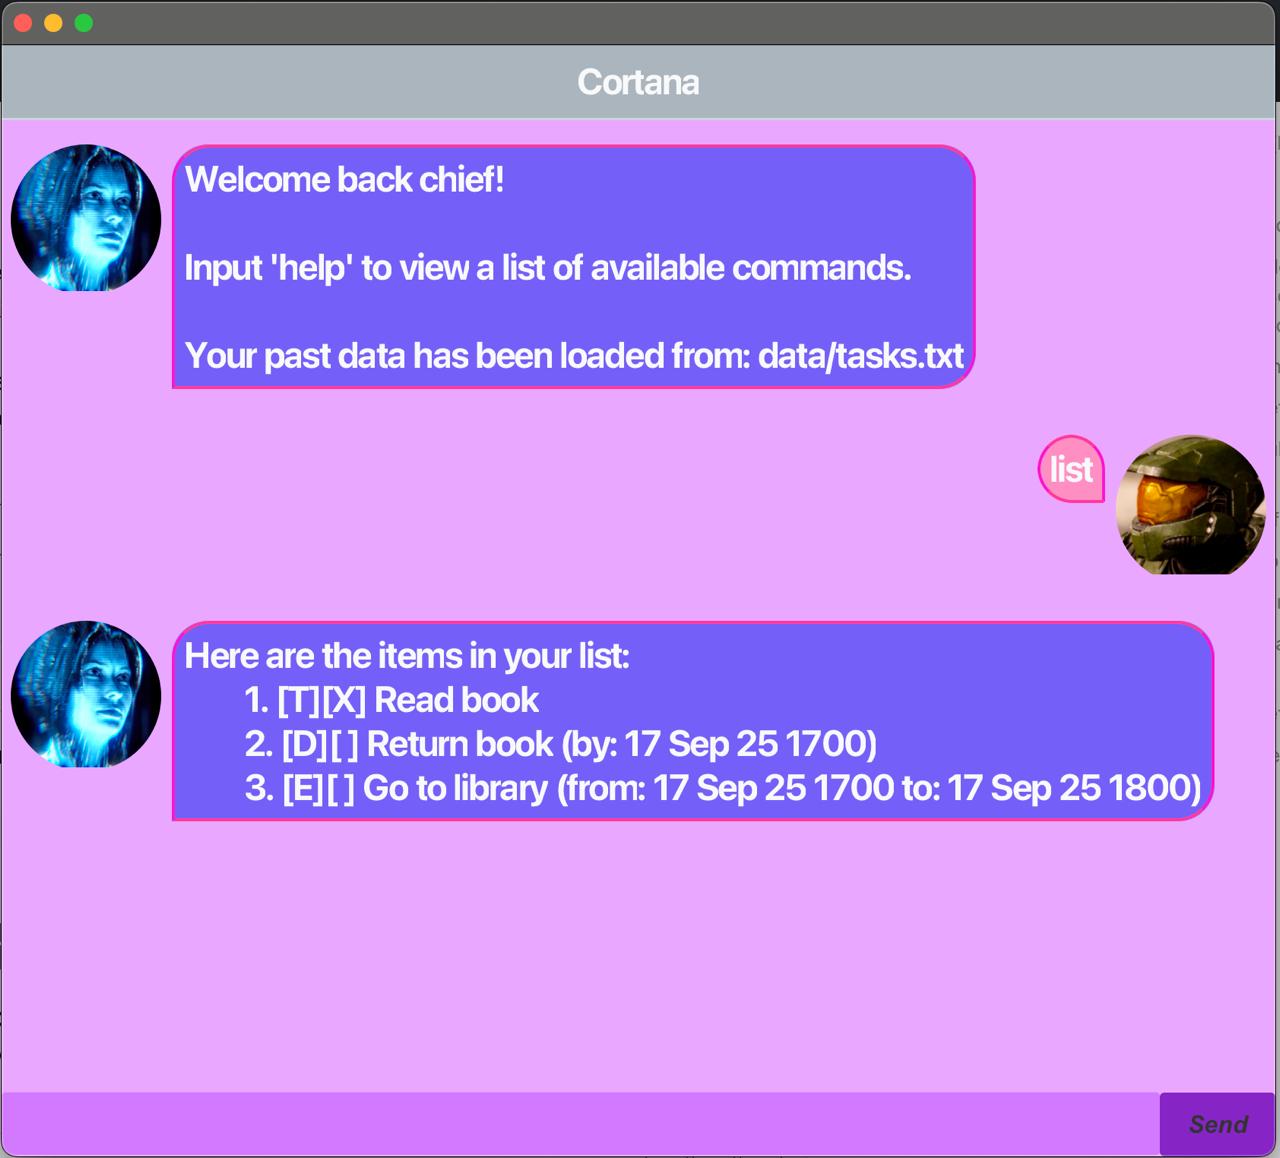 Cortana
Welcome back chief!
Input 'help' to view a list of available commands.
Your past data has been loaded from: data/tasks.txt
list
Here are the items in your list:
1. [T][X] Read book
2. [D][ ] Return book (by: 17 Sep 25 1700)
3. [E][ ] Go to library (from: 17 Sep 25 1700 to: 17 Sep 25 1800)
Send